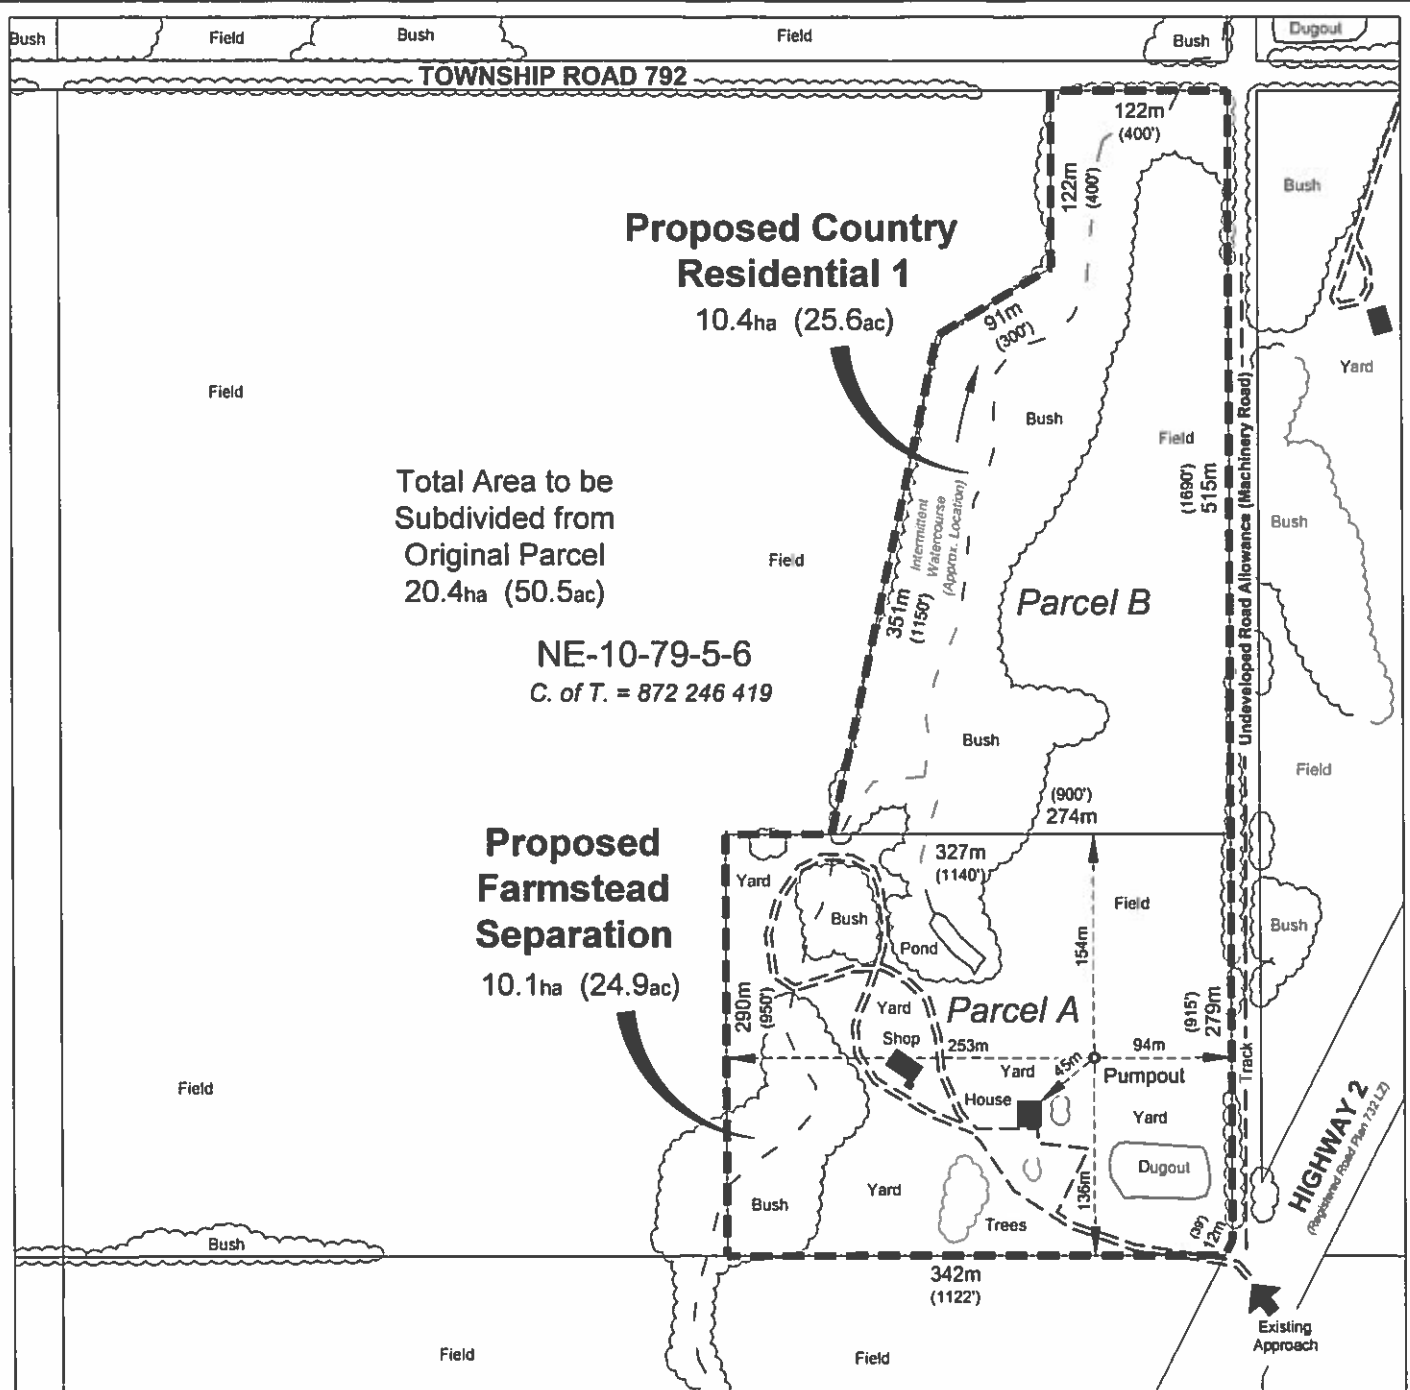 Bush
Field
Bush
Field
Bush
Dugout
TOWNSHIP ROAD 792
122m
(400')
122m
(400')
Bush
Proposed Country
Residential 1
10.4ha (25.6ac)
91m
(300')
Yard
Field
Bush
Field
Total Area to be
Subdivided from
Original Parcel
20.4ha (50.5ac)
Field
Intermittent
Watercourse
(Approx. Location)
351m
(1150')
(1690')
515m
Undeveloped Road Allowance (Machinery Road)
Bush
Parcel B
NE-10-79-5-6
C. of T. = 872 246 419
Bush
Field
(900')
274m
Proposed
Farmstead
Separation
10.1ha (24.9ac)
327m
(1140')
Yard
Bush
Pond
Field
154m
Bush
290m
(950')
Yard
Parcel A
(915')
279m
Shop
253m
94m
45m
Yard
Pumpout
Track
Field
House
Yard
HIGHWAY 2
(Registered Road Plan 732 LZ)
Dugout
Bush
Yard
136m
Trees
(39')
12m
Bush
342m
(1122')
Existing
Approach
Field
Field